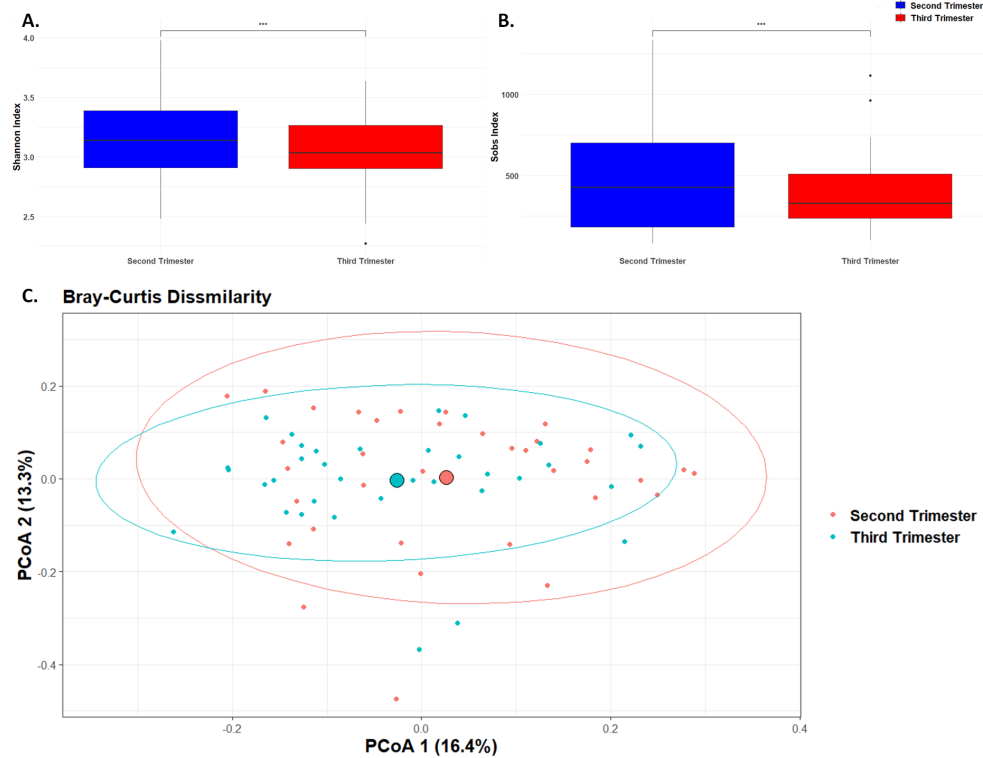 A.
***
4.0
3.5
3.0
2.5
Shannon Index
Second Trimester
Third Trimester
B.
***
Second Trimester
Third Trimester
1000
500
Sobs Index
Second Trimester
Third Trimester
C.
Bray-Curtis Dissmilarity
0.2
0.0
-0.2
-0.4
PCoA 2 (13.3%)
-0.2
0.0
0.2
0.4
PCoA 1 (16.4%)
Second Trimester
Third Trimester